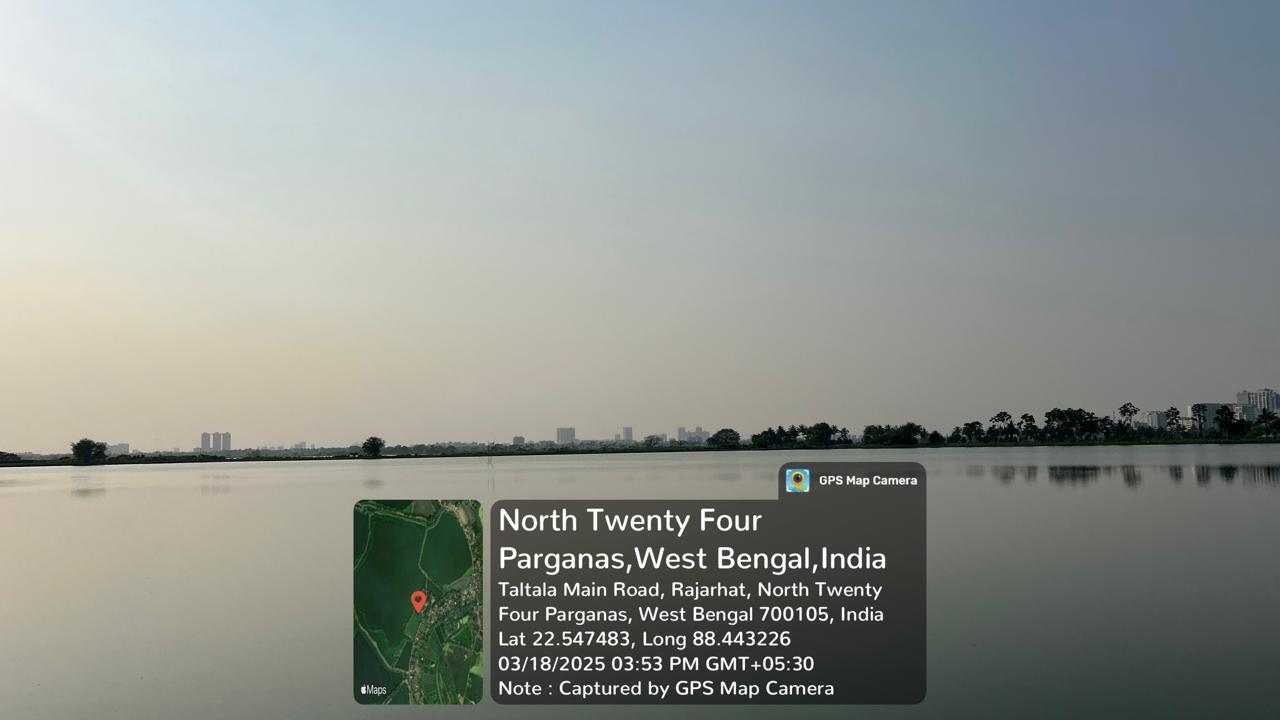 GPS Map Camera
North Twenty Four
Parganas,West Bengal,India
Taltala Main Road, Rajarhat, North Twenty
Four Parganas, West Bengal 700105, India
Lat 22.547483, Long 88.443226
03/18/2025 03:53 PM GMT+05:30
Note : Captured by GPS Map Camera
Maps